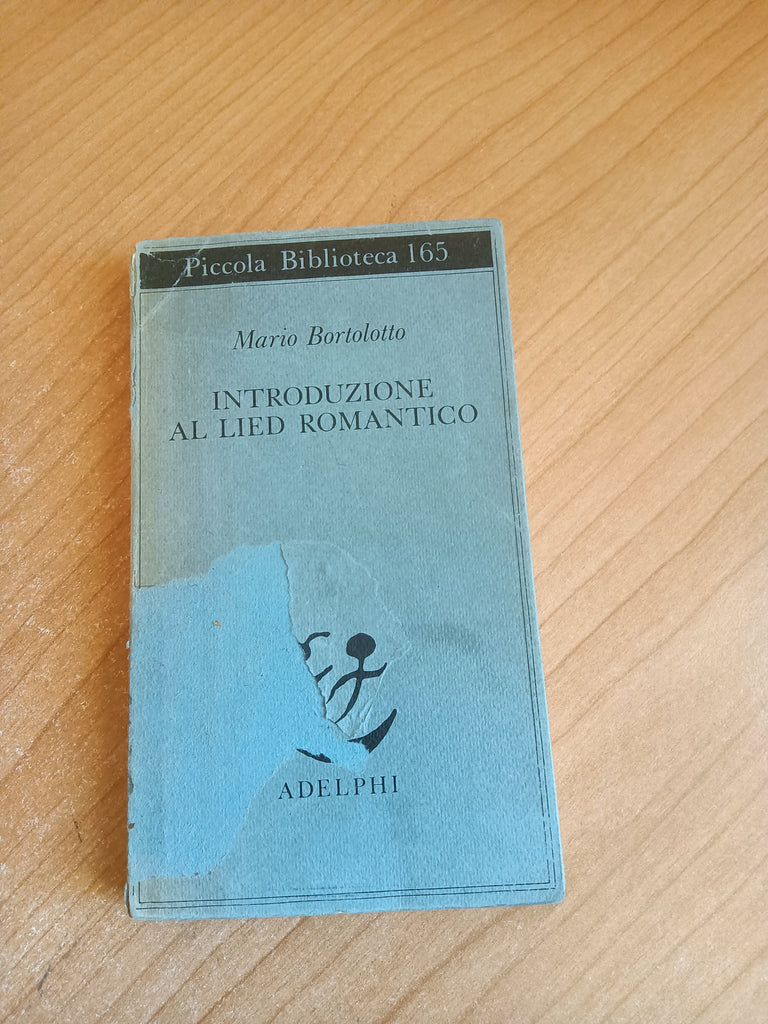 Piccola Biblioteca 165
Mario Bortolotto
INTRODUZIONE
AL LIED ROMANTICO
ADELPHI